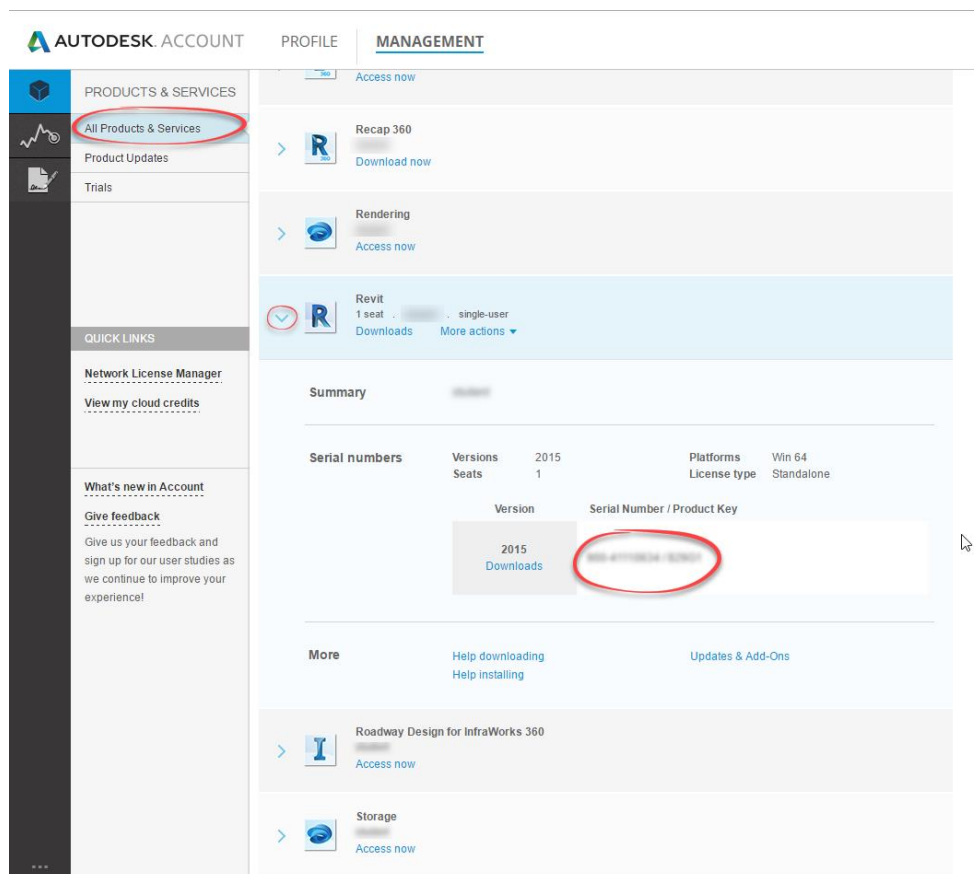 AUTODESK. ACCOUNT PROFILE MANAGEMENT
PRODUCTS & SERVICES
All Products & Services
Product Updates
Trials
QUICK LINKS
Network License Manager
View my cloud credits
What's new in Account
Give feedback
Give us your feedback and
sign up for our user studies as
we continue to improve your
experience!
Access now
Recap 360
Download now
Rendering
Access now
Revit
1 seat . . single-user
Downloads More actions
Summary
Serial numbers Versions 2015 Platforms Win 64
Seats 1 License type Standalone
Version Serial Number / Product Key
2015
Downloads
More Help downloading Updates & Add-Ons
Help installing
Roadway Design for InfraWorks 360
Access now
Storage
Access now